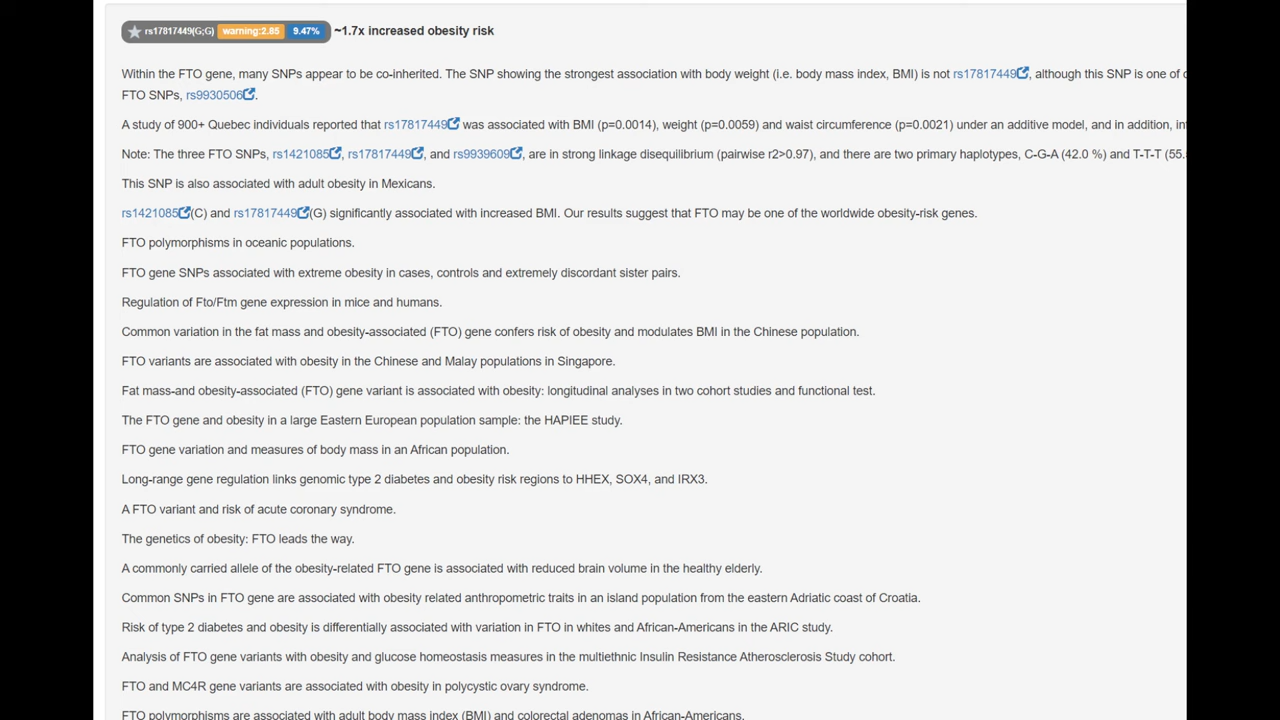 rs17817449(G;G) warning:2.85 9.47% ~1.7x increased obesity risk
Within the FTO gene, many SNPs appear to be co-inherited. The SNP showing the strongest association with body weight (i.e. body mass index, BMI) is not rs17817449, although this SNP is one of
FTO SNPs, rs9930506.
A study of 900+ Quebec individuals reported that rs17817449 was associated with BMI (p=0.0014), weight (p=0.0059) and waist circumference (p=0.0021) under an additive model, and in addition,
Note: The three FTO SNPs, rs1421085, rs17817449, and rs9939609, are in strong linkage disequilibrium (pairwise r2>0.97), and there are two primary haplotypes, C-G-A (42.0 %) and T-T-T (55.
This SNP is also associated with adult obesity in Mexicans.
rs1421085(C) and rs17817449(G) significantly associated with increased BMI. Our results suggest that FTO may be one of the worldwide obesity-risk genes.
FTO polymorphisms in oceanic populations.
FTO gene SNPs associated with extreme obesity in cases, controls and extremely discordant sister pairs.
Regulation of Fto/Ftm gene expression in mice and humans.
Common variation in the fat mass and obesity-associated (FTO) gene confers risk of obesity and modulates BMI in the Chinese population.
FTO variants are associated with obesity in the Chinese and Malay populations in Singapore.
Fat mass-and obesity-associated (FTO) gene variant is associated with obesity: longitudinal analyses in two cohort studies and functional test.
The FTO gene and obesity in a large Eastern European population sample: the HAPIEE study.
FTO gene variation and measures of body mass in an African population.
Long-range gene regulation links genomic type 2 diabetes and obesity risk regions to HHEX, SOX4, and IRX3.
A FTO variant and risk of acute coronary syndrome.
The genetics of obesity: FTO leads the way.
A commonly carried allele of the obesity-related FTO gene is associated with reduced brain volume in the healthy elderly.
Common SNPs in FTO gene are associated with obesity related anthropometric traits in an island population from the eastern Adriatic coast of Croatia.
Risk of type 2 diabetes and obesity is differentially associated with variation in FTO in whites and African-Americans in the ARIC study.
Analysis of FTO gene variants with obesity and glucose homeostasis measures in the multiethnic Insulin Resistance Atherosclerosis Study cohort.
FTO and MC4R gene variants are associated with obesity in polycystic ovary syndrome.
FTO polymorphisms are associated with adult body mass index (BMI) and colorectal adenomas in African-Americans.